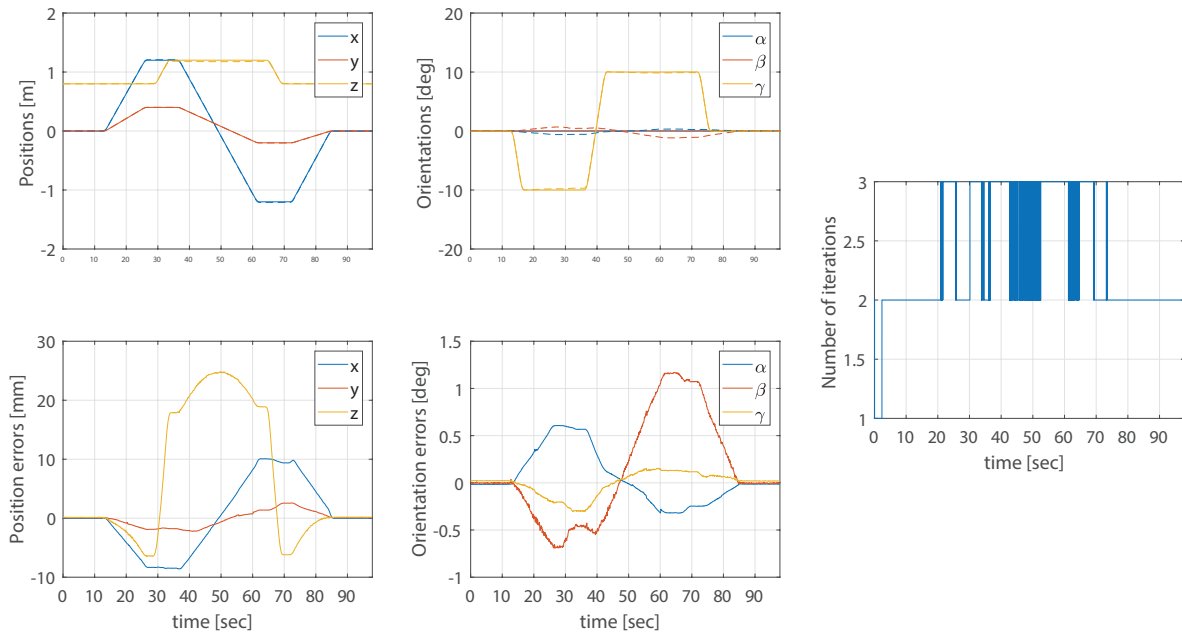 Positions [m]
2
1
0
-1
-2
0 10 20 30 40 50 60 70 80 90
x
y
z
Orientations [deg]
20
10
0
-10
-20
0 10 20 30 40 50 60 70 80 90
α
β
γ
Position errors [mm]
30
20
10
0
-10
0 10 20 30 40 50 60 70 80 90
time [sec]
x
y
z
Orientation errors [deg]
1.5
1
0.5
0
-0.5
-1
0 10 20 30 40 50 60 70 80 90
time [sec]
α
β
γ
Number of iterations
3
2.5
2
1.5
1
0 10 20 30 40 50 60 70 80 90
time [sec]